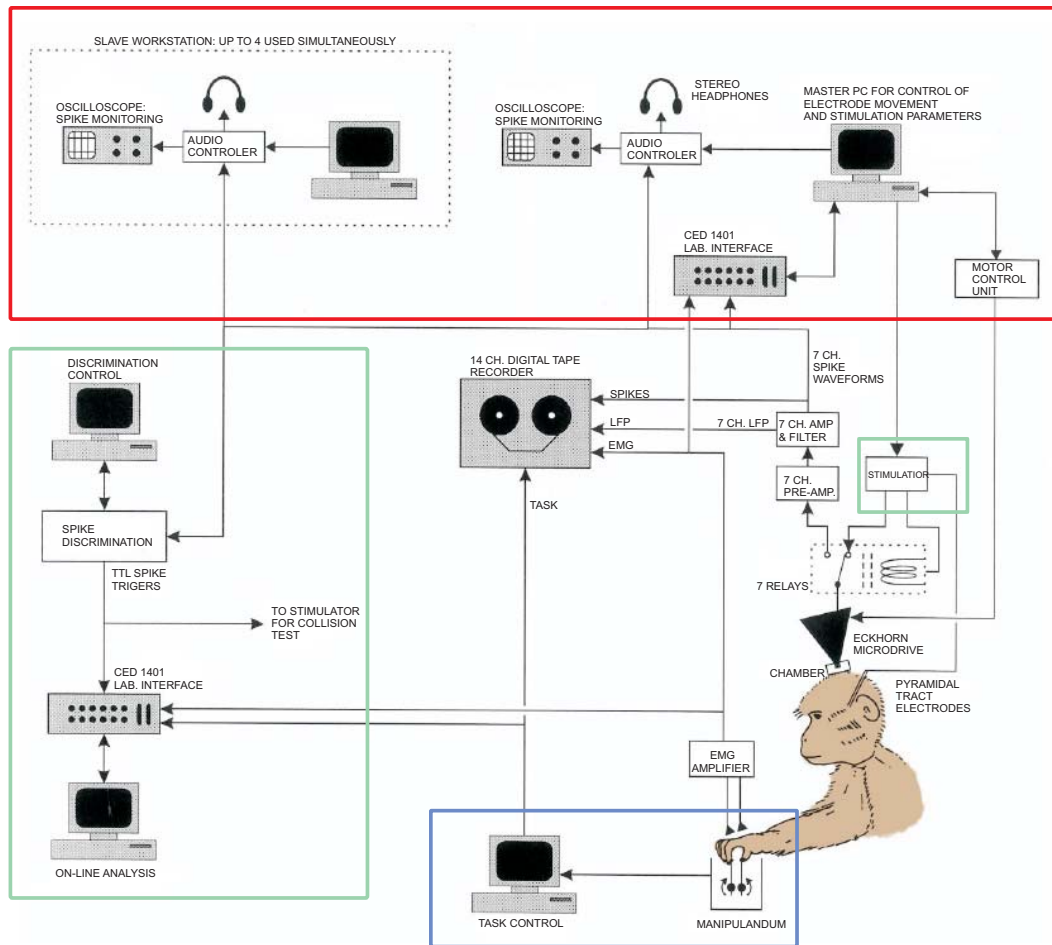 SLAVE WORKSTATION: UP TO 4 USED SIMULTANEOUSLY
OSCILLOSCOPE:
SPIKE MONITORING
AUDIO
CONTROLER
STEREO
HEADPHONES
OSCILLOSCOPE:
SPIKE MONITORING
AUDIO
CONTROLER
MASTER PC FOR CONTROL OF
ELECTRODE MOVEMENT
AND STIMULATION PARAMETERS
CED 1401
LAB. INTERFACE
MOTOR
CONTROL
UNIT
DISCRIMINATION
CONTROL
14 CH. DIGITAL TAPE
RECORDER
7 CH.
SPIKE
WAVEFORMS
SPIKES
LFP
7 CH. LFP
7 CH. AMP
& FILTER
EMG
7 CH.
PRE-AMP.
STIMULATIOR
TASK
SPIKE
DISCRIMINATION
TTL SPIKE
TRIGERS
7 RELAYS
TO STIMULATOR
FOR COLLISION
TEST
ECKHORN
MICRODRIVE
CHAMBER
PYRAMIDAL
TRACT
ELECTRODES
CED 1401
LAB. INTERFACE
EMG
AMPLIFIER
ON-LINE ANALYSIS
TASK CONTROL
MANIPULANDUM